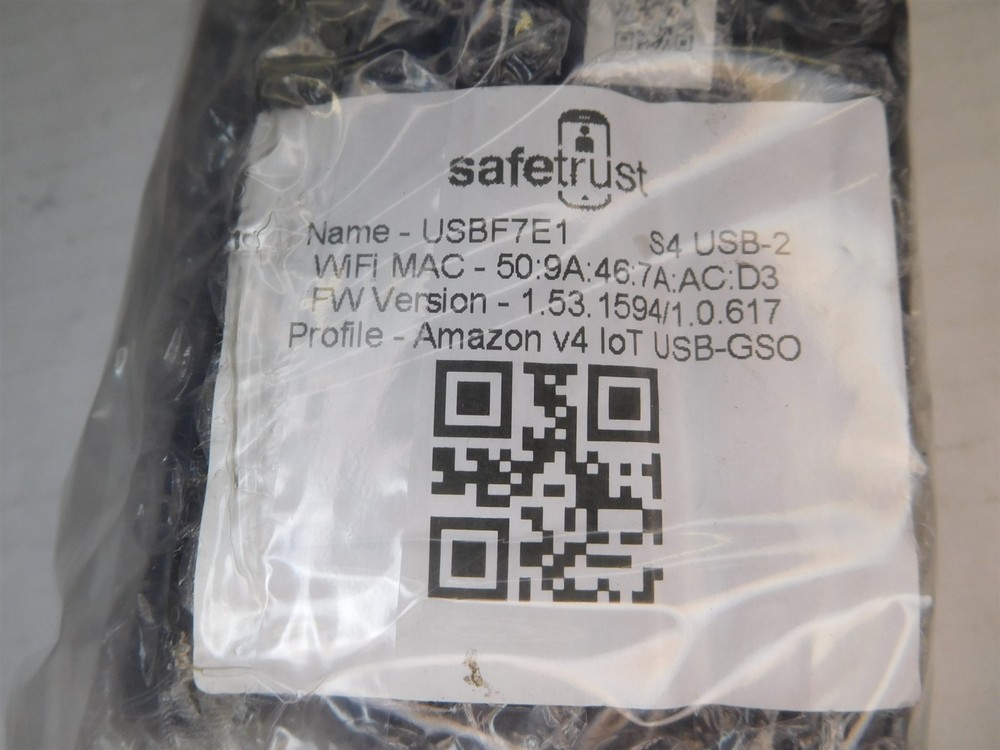 safetrust
Name - USBF7E1 S4 USB-2
WiFi MAC - 50:9A:46:7A:AC:D3
FW Version - 1.53.1594/1.0.617
Profile - Amazon v4 IoT USB-GSO